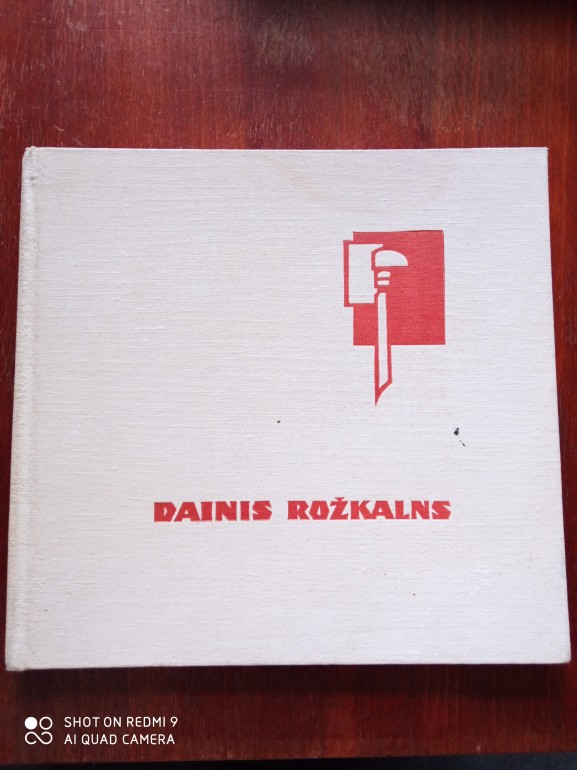 DAINIS ROŽKALNS
SHOT ON REDMI 9
AI QUAD CAMERA